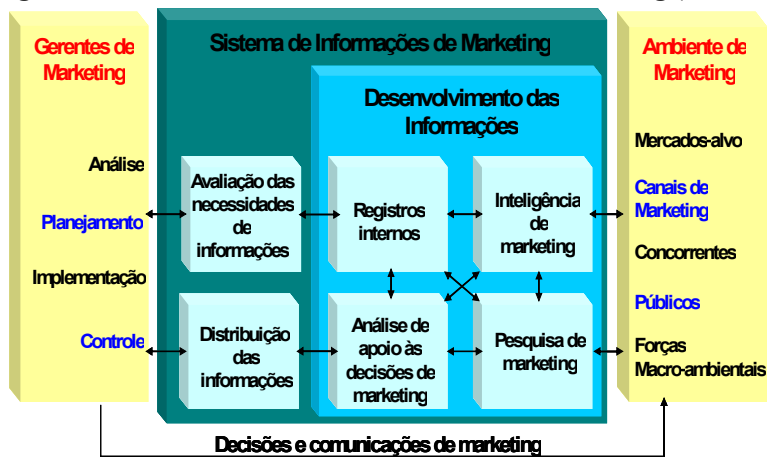 Gerentes de
Marketing
Análise
Planejamento
Implementação
Controle
Sistema de Informações de Marketing
Desenvolvimento das
Informações
Avaliação das
necessidades
de
informações
Registros
internos
Inteligência
de
marketing
Distribuição
das
informações
Análise de
apoio às
decisões de
marketing
Pesquisa de
marketing
Ambiente de
Marketing
Mercados-alvo
Canais de
Marketing
Concorrentes
Públicos
Forças
Macro-ambientais
Decisões e comunicações de marketing